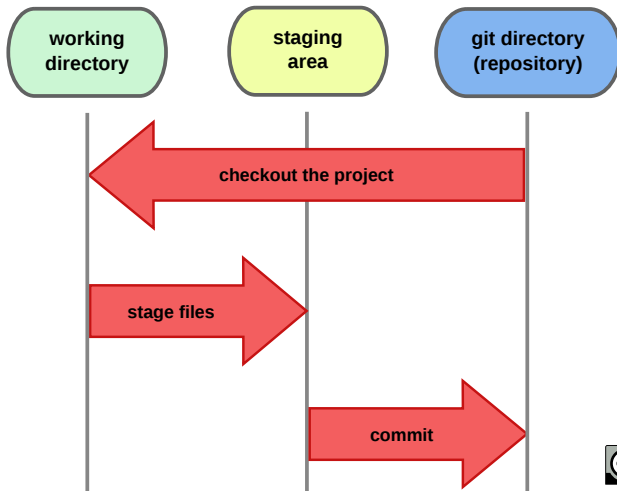 working
directory
staging
area
git directory
(repository)
checkout the project
stage files
commit